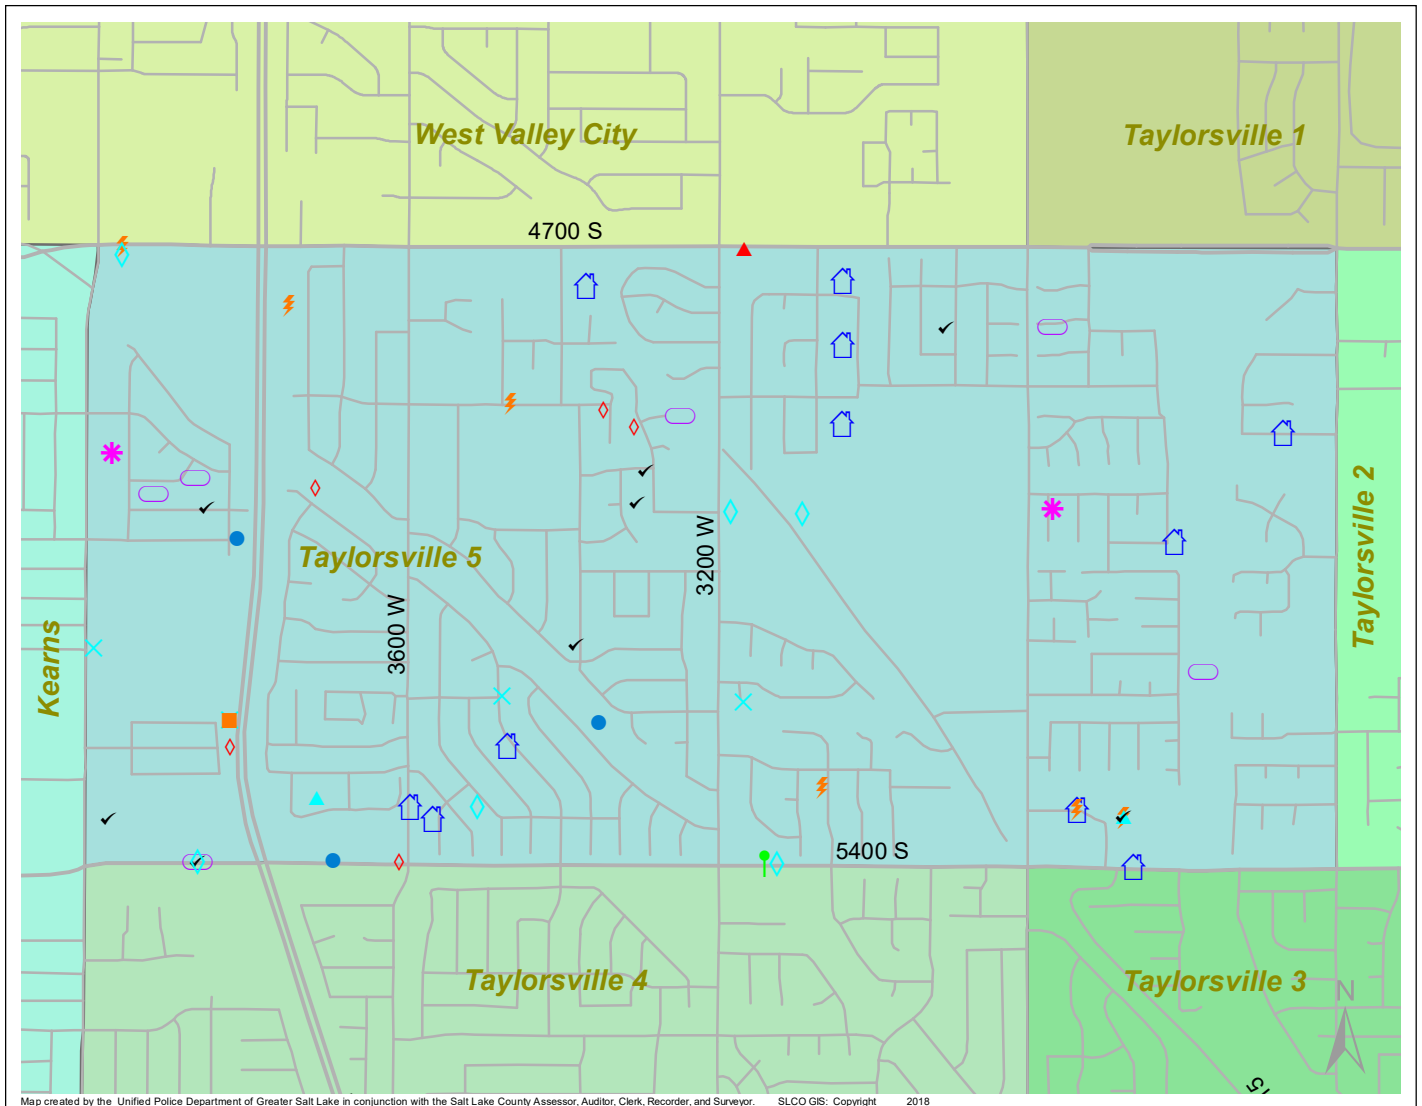 West Valley City
Taylorsville 1
4700 S
Taylorsville 5
3200 W
3600 W
Kearns
Taylorsville 2
5400 S
Taylorsville 4
Taylorsville 3
N
15
Map created by the Unified Police Department of Greater Salt Lake in conjunction with the Salt Lake County Assessor, Auditor, Clerk, Recorder, and Surveyor. SLCO GIS: Copyright 2018